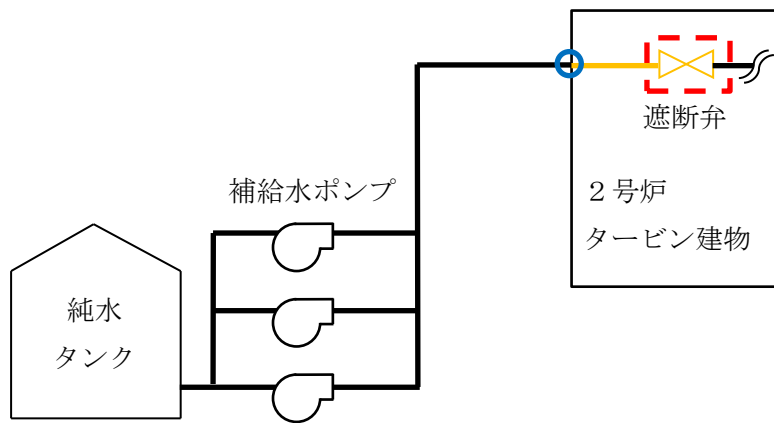 遮断弁
補給水ポンプ
２号炉
タービン建物
純水
タンク